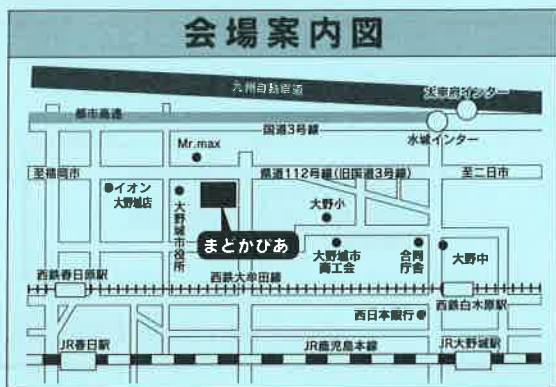 会場案内図
九州自動車道
太宰府インター
都市高速
国道3号線
水城インター
Mr.max
至福岡市
県道112号線(旧国道3号線)
至二日市
イオン
大野城店
大野城市役所
大野小
まどかぴあ
大野城市
商工会
合同
庁舎
大野中
西鉄春日原駅
西鉄大牟田線
西鉄白木原駅
西日本銀行
JR春日駅
JR鹿児島本線
JR大野城駅